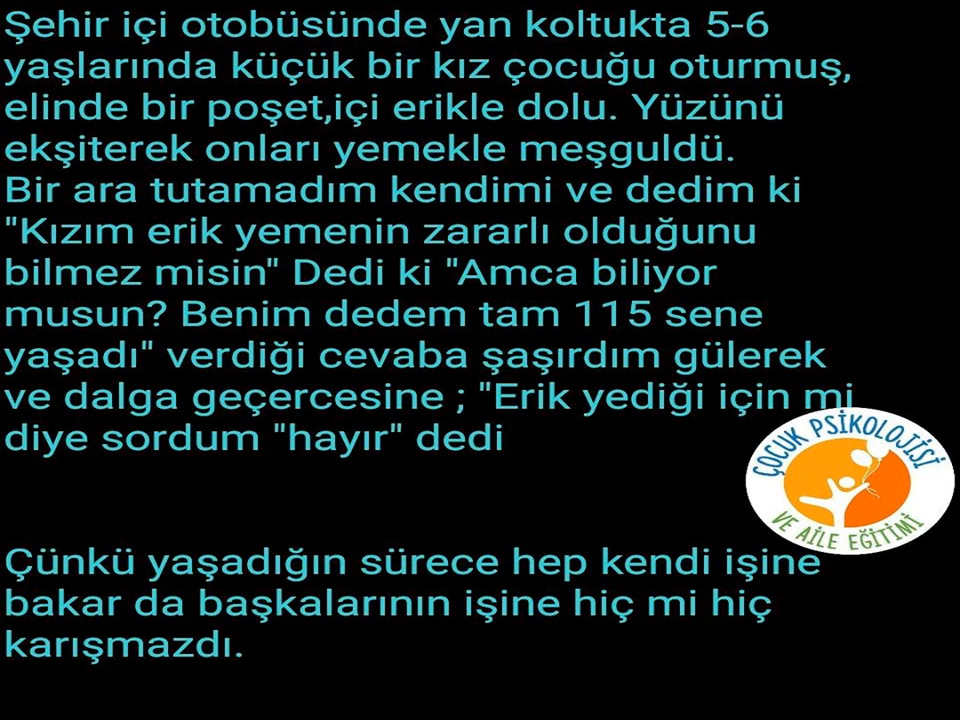 Şehir içi otobüsünde yan koltukta 5-6
yaşlarında küçük bir kız çocuğu oturmuş,
elinde bir poşet,içi erikle dolu. Yüzünü
ekşiterek onları yemekle meşguldü.
Bir ara tutamadım kendimi ve dedim ki
"Kızım erik yemenin zararlı olduğunu
bilmez misin" Dedi ki "Amca biliyor
musun? Benim dedem tam 115 sene
yaşadı" verdiği cevaba şaşırdım gülerek
ve dalga geçercesine ; "Erik yediği için mi
diye sordum "hayır" dedi
ÇOCUK PSİKOLOJİSİ
VE AİLE EĞİTİMİ
Çünkü yaşadığın sürece hep kendi işine
bakar da başkalarının işine hiç mi hiç
karışmazdı.